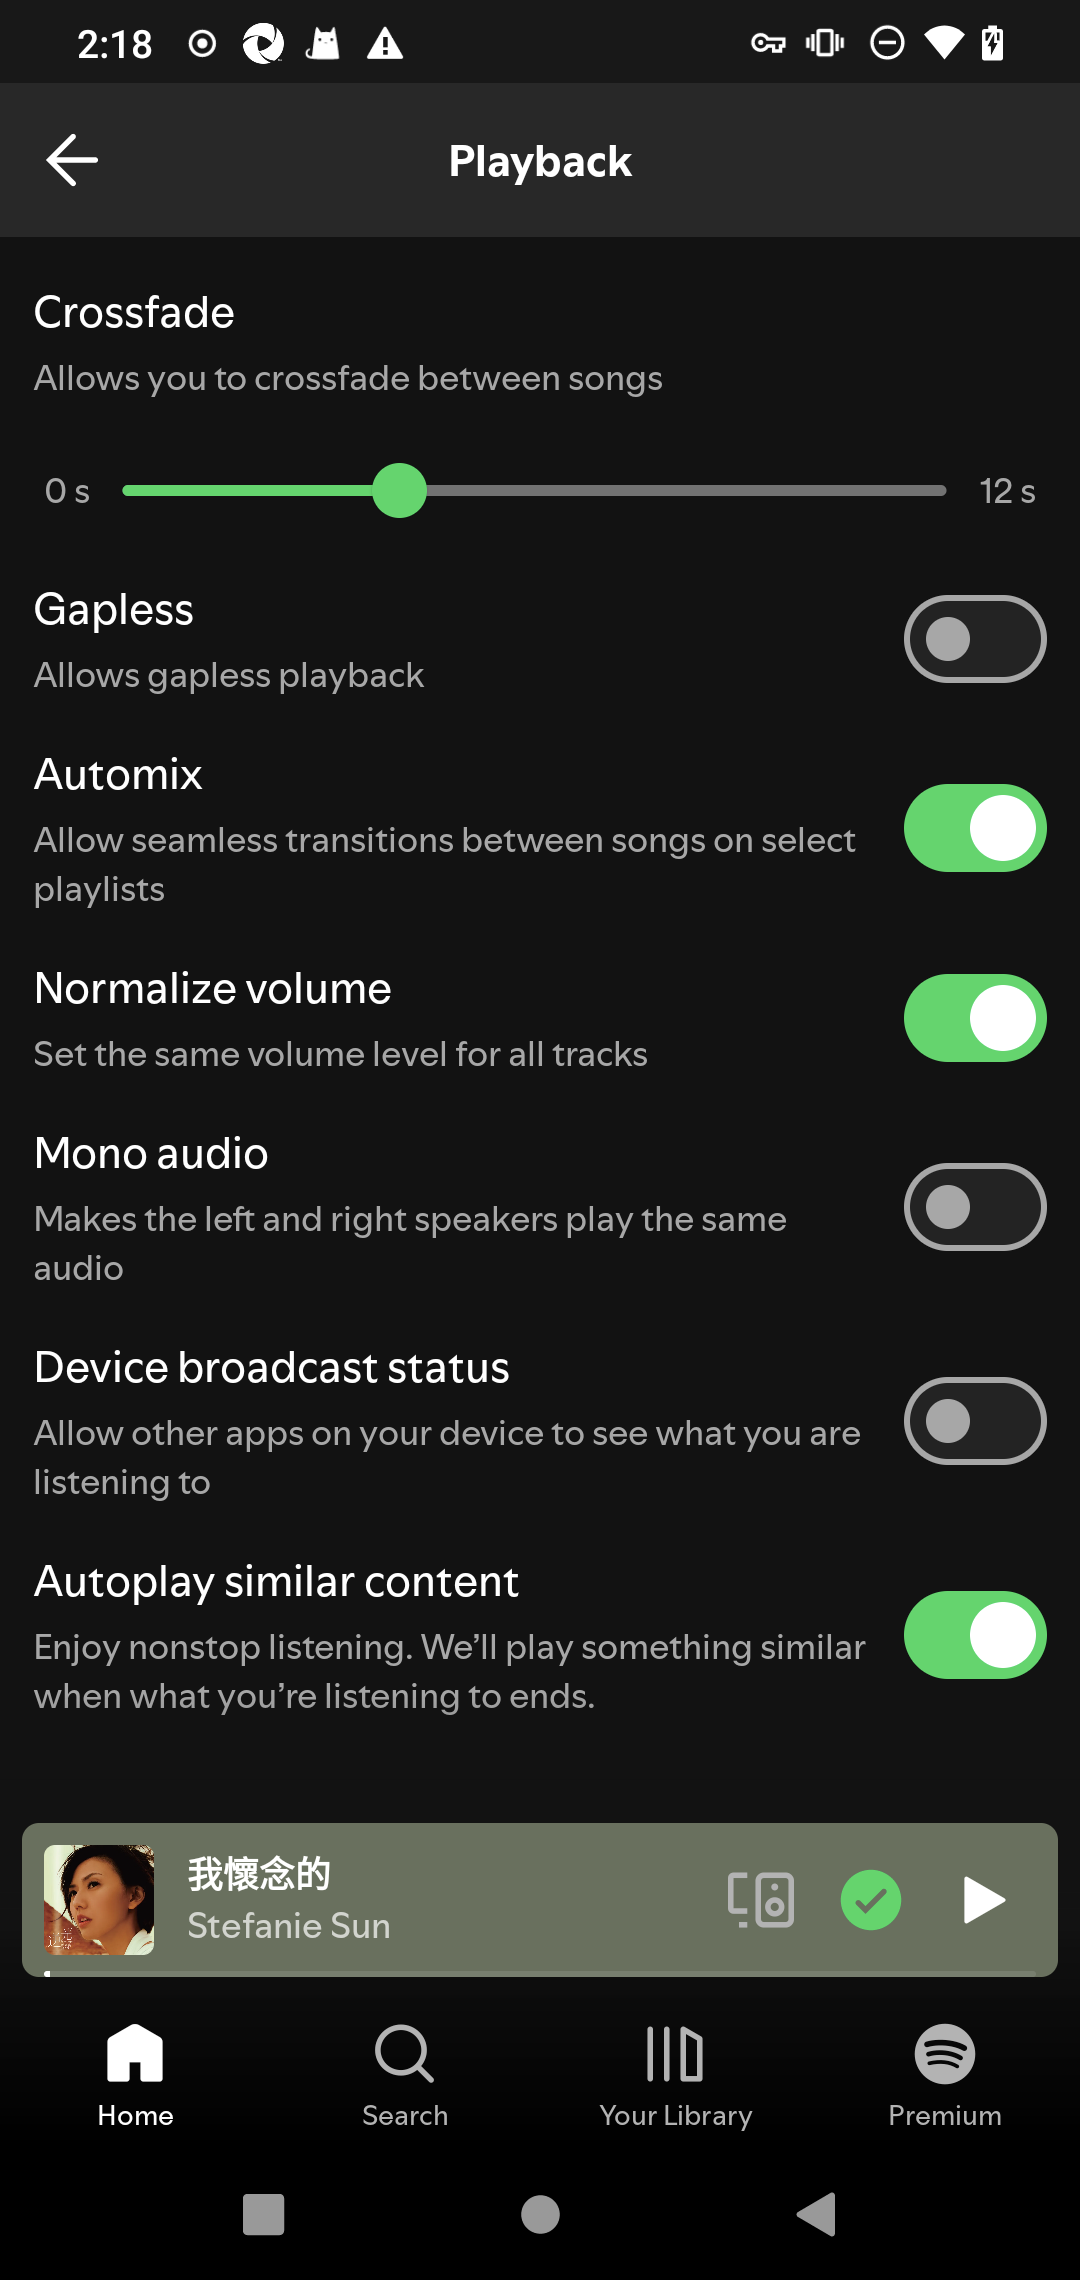 2:18
Playback
Crossfade
Allows you to crossfade between songs
0 s
12 s
Gapless
Allows gapless playback
Automix
Allow seamless transitions between songs on select
playlists
Normalize volume
Set the same volume level for all tracks
Mono audio
Makes the left and right speakers play the same
audio
Device broadcast status
Allow other apps on your device to see what you are
listening to
Autoplay similar content
Enjoy nonstop listening. We’ll play something similar
when what you’re listening to ends.
我懷念的
Stefanie Sun
Home
Search
Your Library
Premium